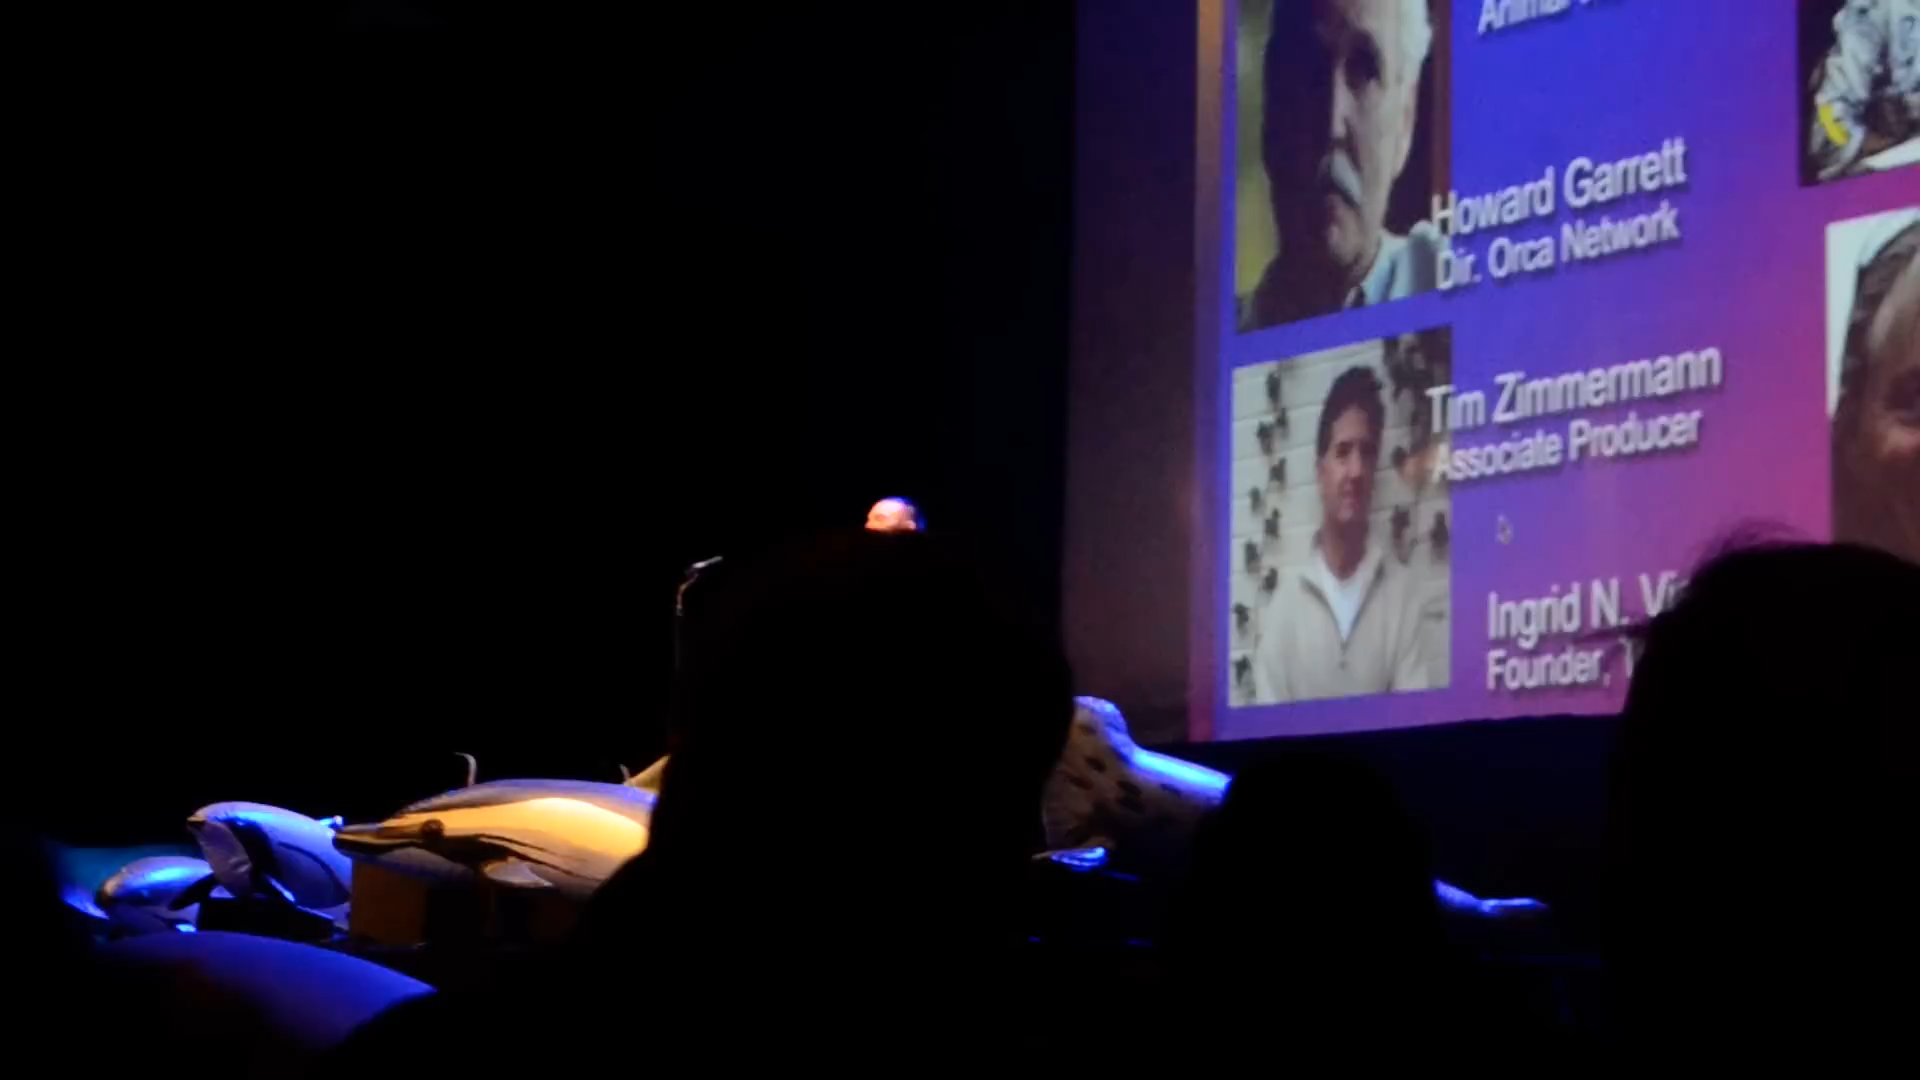 Howard Garrett
Dir. Orca Network
Tim Zimmermann
Associate Producer
Ingrid N.
Founder,